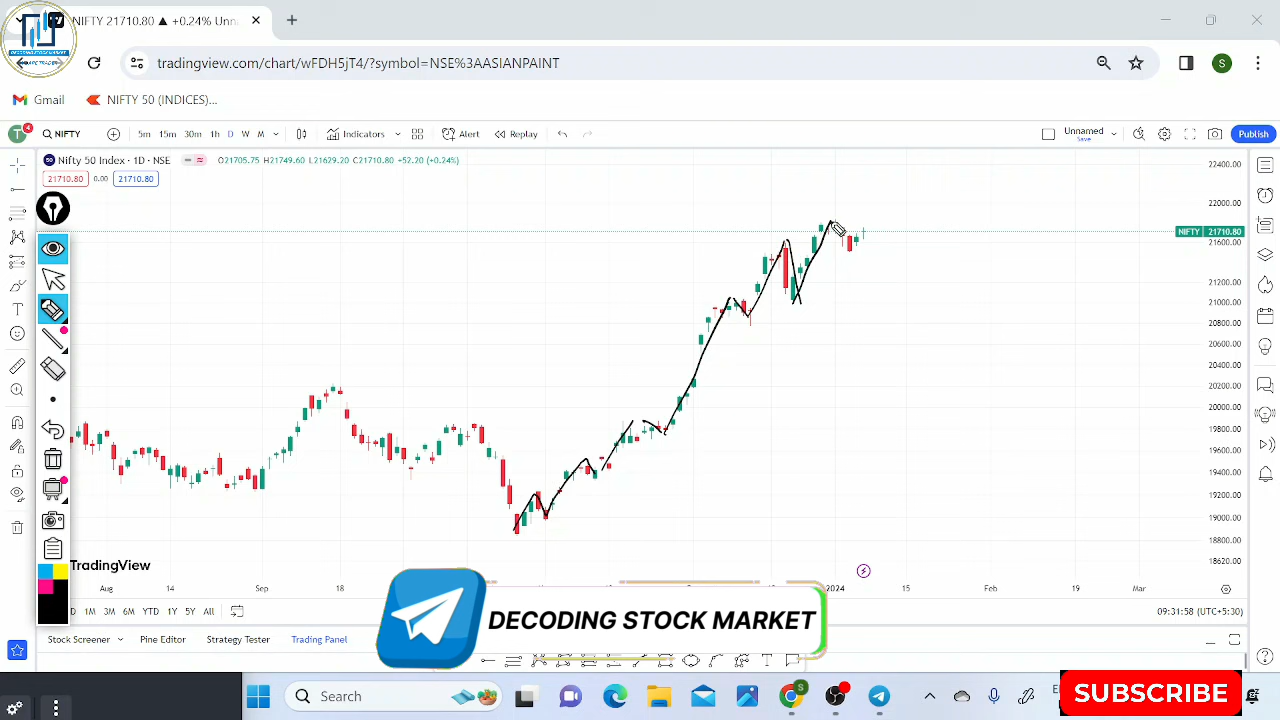 NIFTY 21710.80 ▲ +0.24% Unn
DECODING STOCK MARKET
tradingview.com/chart/wFDH5jT4/?symbol=NSE%3AASIANPAINT
S
Gmail
NIFTY 50 (INDICES)...
T
4
NIFTY
5m 15m 30m 1h D W M
Indicators
Alert
Replay
Unnamed
Save
Publish
50 Nifty 50 Index · 1D · NSE O21705.75 H21749.60 L21629.20 C21710.80 +52.20 (+0.24%)
21710.80 0.00 21710.80
22400.00
22000.00
NIFTY 21710.80
21600.00
21200.00
21000.00
20800.00
20600.00
20400.00
20200.00
20000.00
19800.00
19600.00
19400.00
19200.00
19000.00
18800.00
18620.00
TradingView
Aug 14 Sep 18 2024 15 Feb 19 Mar
D 1M 3M 6M YTD 1Y 5Y All
09:31:58 (UTC+5:30)
DECODING STOCK MARKET
Stock Screener Pine Editor Strategy Tester Trading Panel
Search
SUBSCRIBE